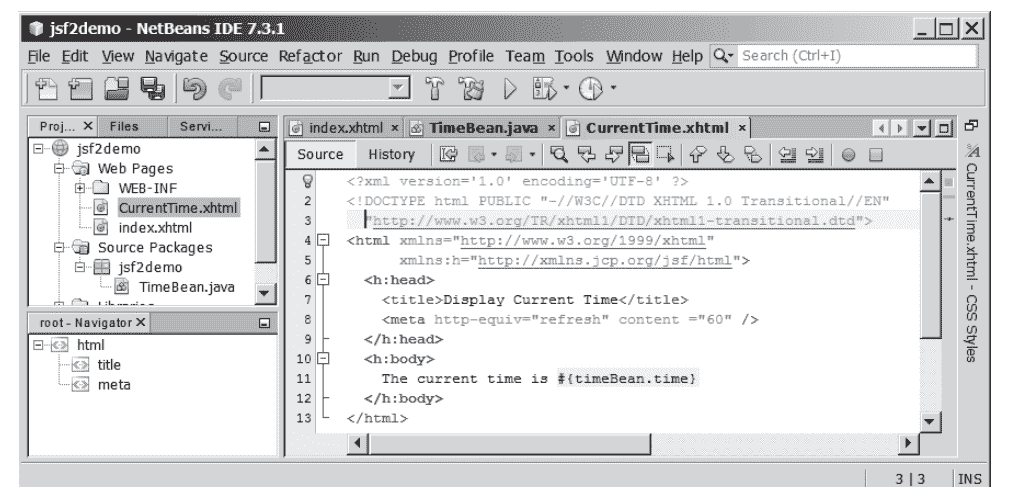 jsf2demo - NetBeans IDE 7.3.1
File Edit View Navigate Source Refactor Run Debug Profile Team Tools Window Help Search (Ctrl+I)
Proj... X Files Servi...
jsf2demo
Web Pages
WEB-INF
CurrentTime.xhtml
index.xhtml
Source Packages
jsf2demo
TimeBean.java
root - Navigator X
html
title
meta
index.xhtml × TimeBean.java × CurrentTime.xhtml ×
Source History
<?xml version='1.0' encoding='UTF-8' ?>
2 <!DOCTYPE html PUBLIC "-//W3C//DTD XHTML 1.0 Transitional//EN"
3 "http://www.w3.org/TR/xhtml1/DTD/xhtml1-transitional.dtd">
4 <html xmlns="http://www.w3.org/1999/xhtml"
5 xmlns:h="http://xmlns.jcp.org/jsf/html">
6 <h:head>
7 <title>Display Current Time</title>
8 <meta http-equiv="refresh" content ="60" />
9 </h:head>
10 <h:body>
11 The current time is #{timeBean.time}
12 </h:body>
13 </html>
CurrentTime.xhtml - CSS Styles
3 | 3 INS